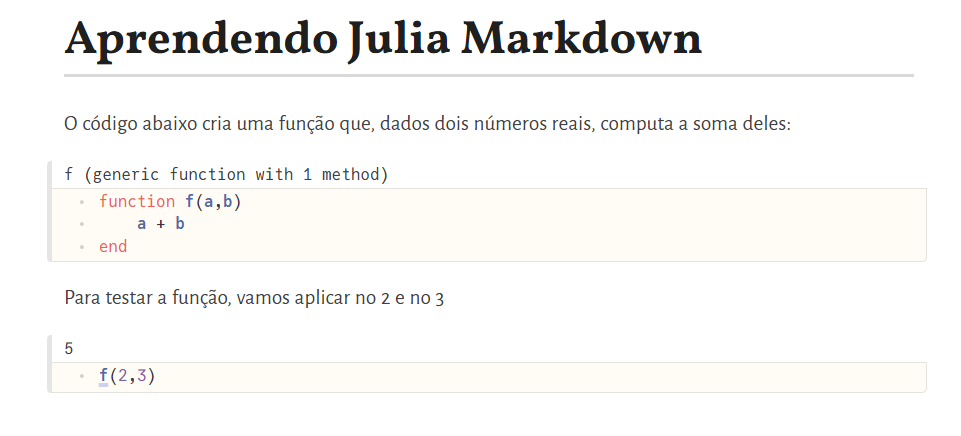 Aprendendo Julia Markdown
O código abaixo cria uma função que, dados dois números reais, computa a soma deles:
f (generic function with 1 method)
function f(a,b)
a + b
end
Para testar a função, vamos aplicar no 2 e no 3
5
f(2,3)